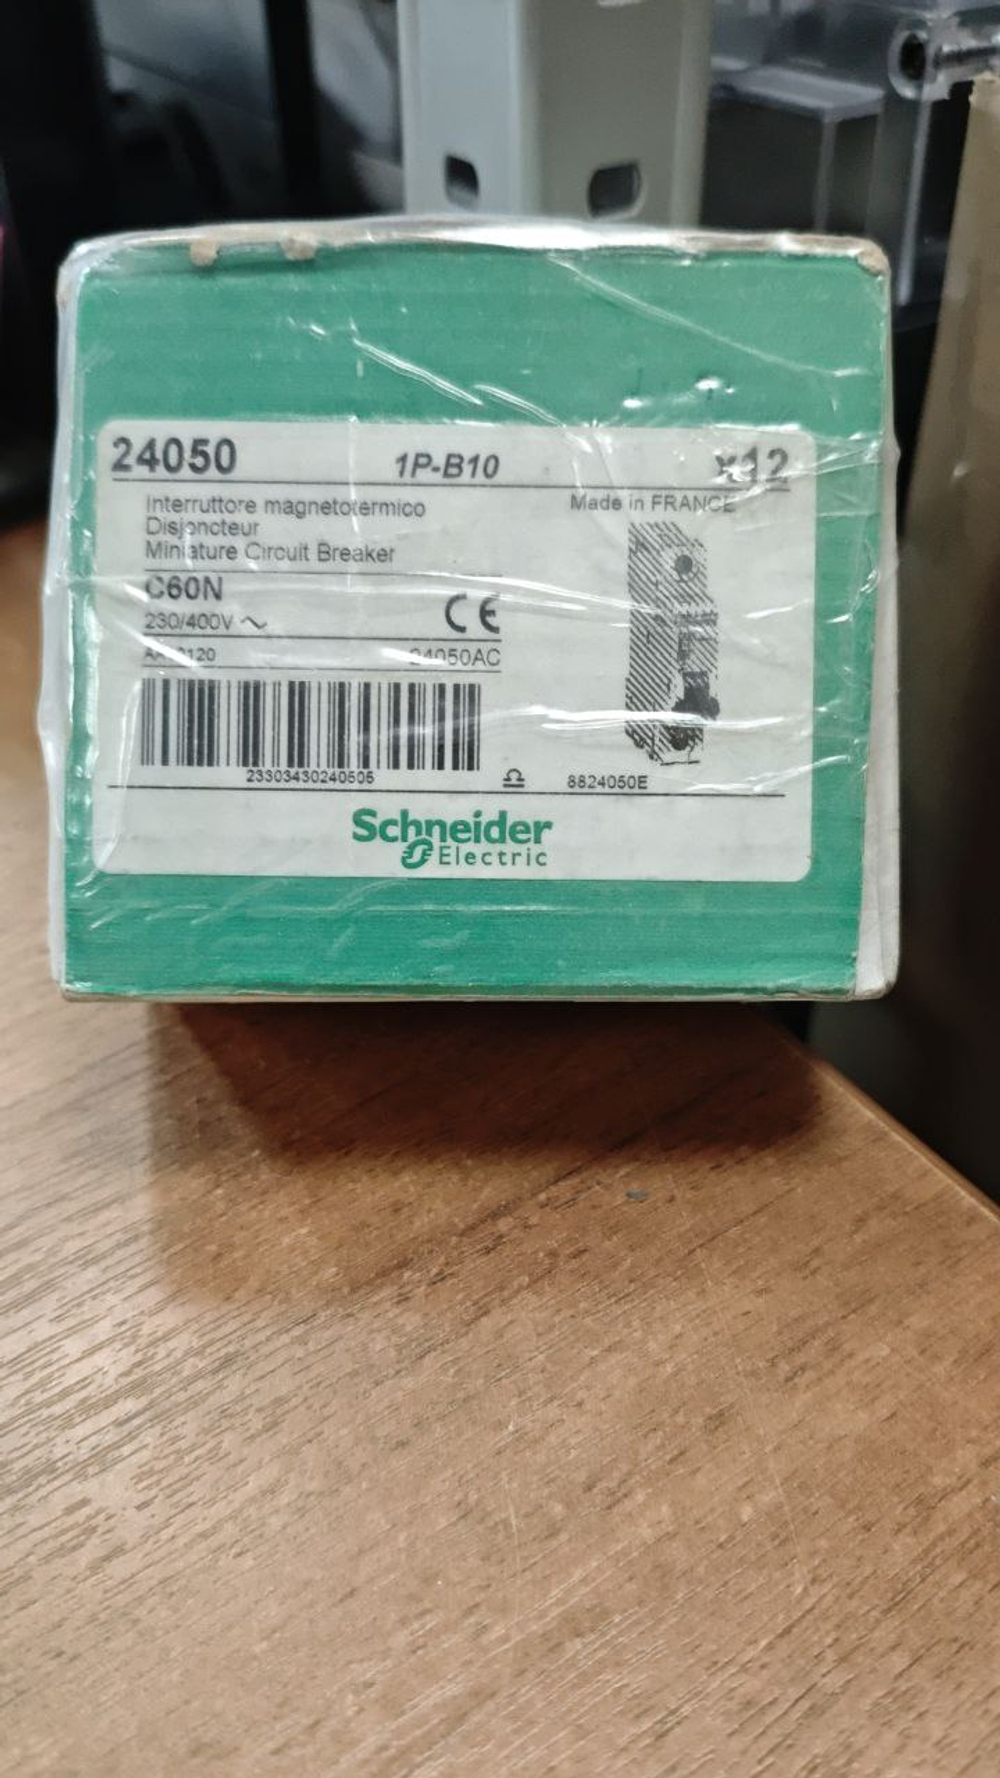 24050 1P-B10 x12
Interruttore magnetotermico Made in FRANCE
Disjoncteur
Miniature Circuit Breaker
C60N
230/400V ~ CE
24050AC
23303430240505 8824050E
Schneider
Electric